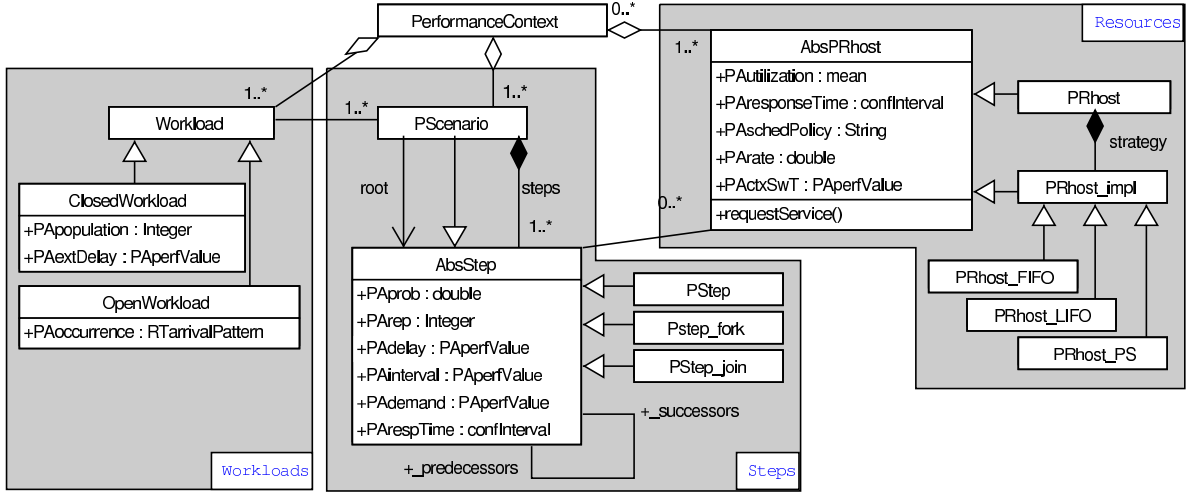 PerformanceContext
0..*
Resources
1..*
AbsPRhost
+PAutilization : mean
+PAresponseTime : confInterval
+PAschedPolicy : String
+PArate : double
+PActxSwT : PAperfValue
+requestService()
PRhost
strategy
PRhost_impl
PRhost_FIFO
PRhost_LIFO
PRhost_PS
1..*
1..*
1..*
Workload
PScenario
ClosedWorkload
+PApopulation : Integer
+PAextDelay : PAperfValue
OpenWorkload
+PAoccurrence : RTarrivalPattern
Workloads
root
steps
0..*
1..*
AbsStep
+PAprob : double
+PArep : Integer
+PAdelay : PAperfValue
+PAinterval : PAperfValue
+PAdemand : PAperfValue
+PArespTime : confInterval
PStep
Pstep_fork
PStep_join
+_successors
+_predecessors
Steps